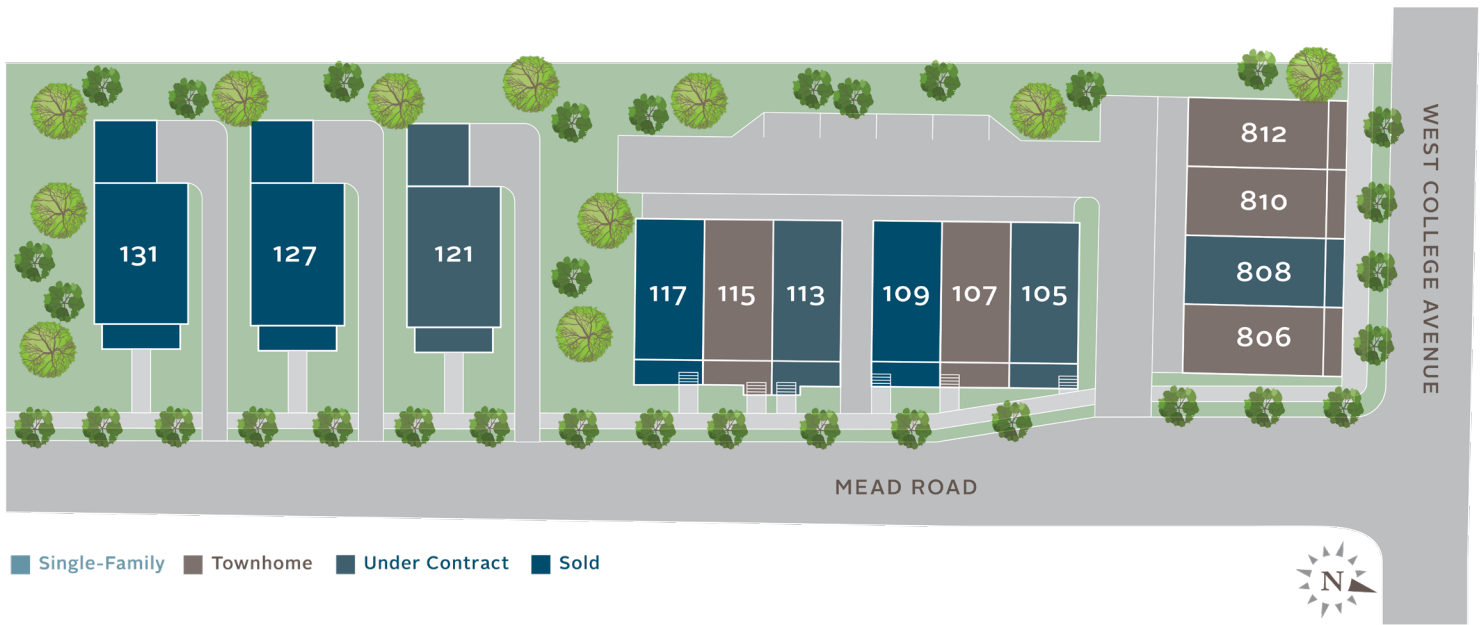 812
810
808
806
131
127
121
117
115
113
109
107
105
WEST COLLEGE AVENUE
MEAD ROAD
Single-Family
Townhome
Under Contract
Sold
N